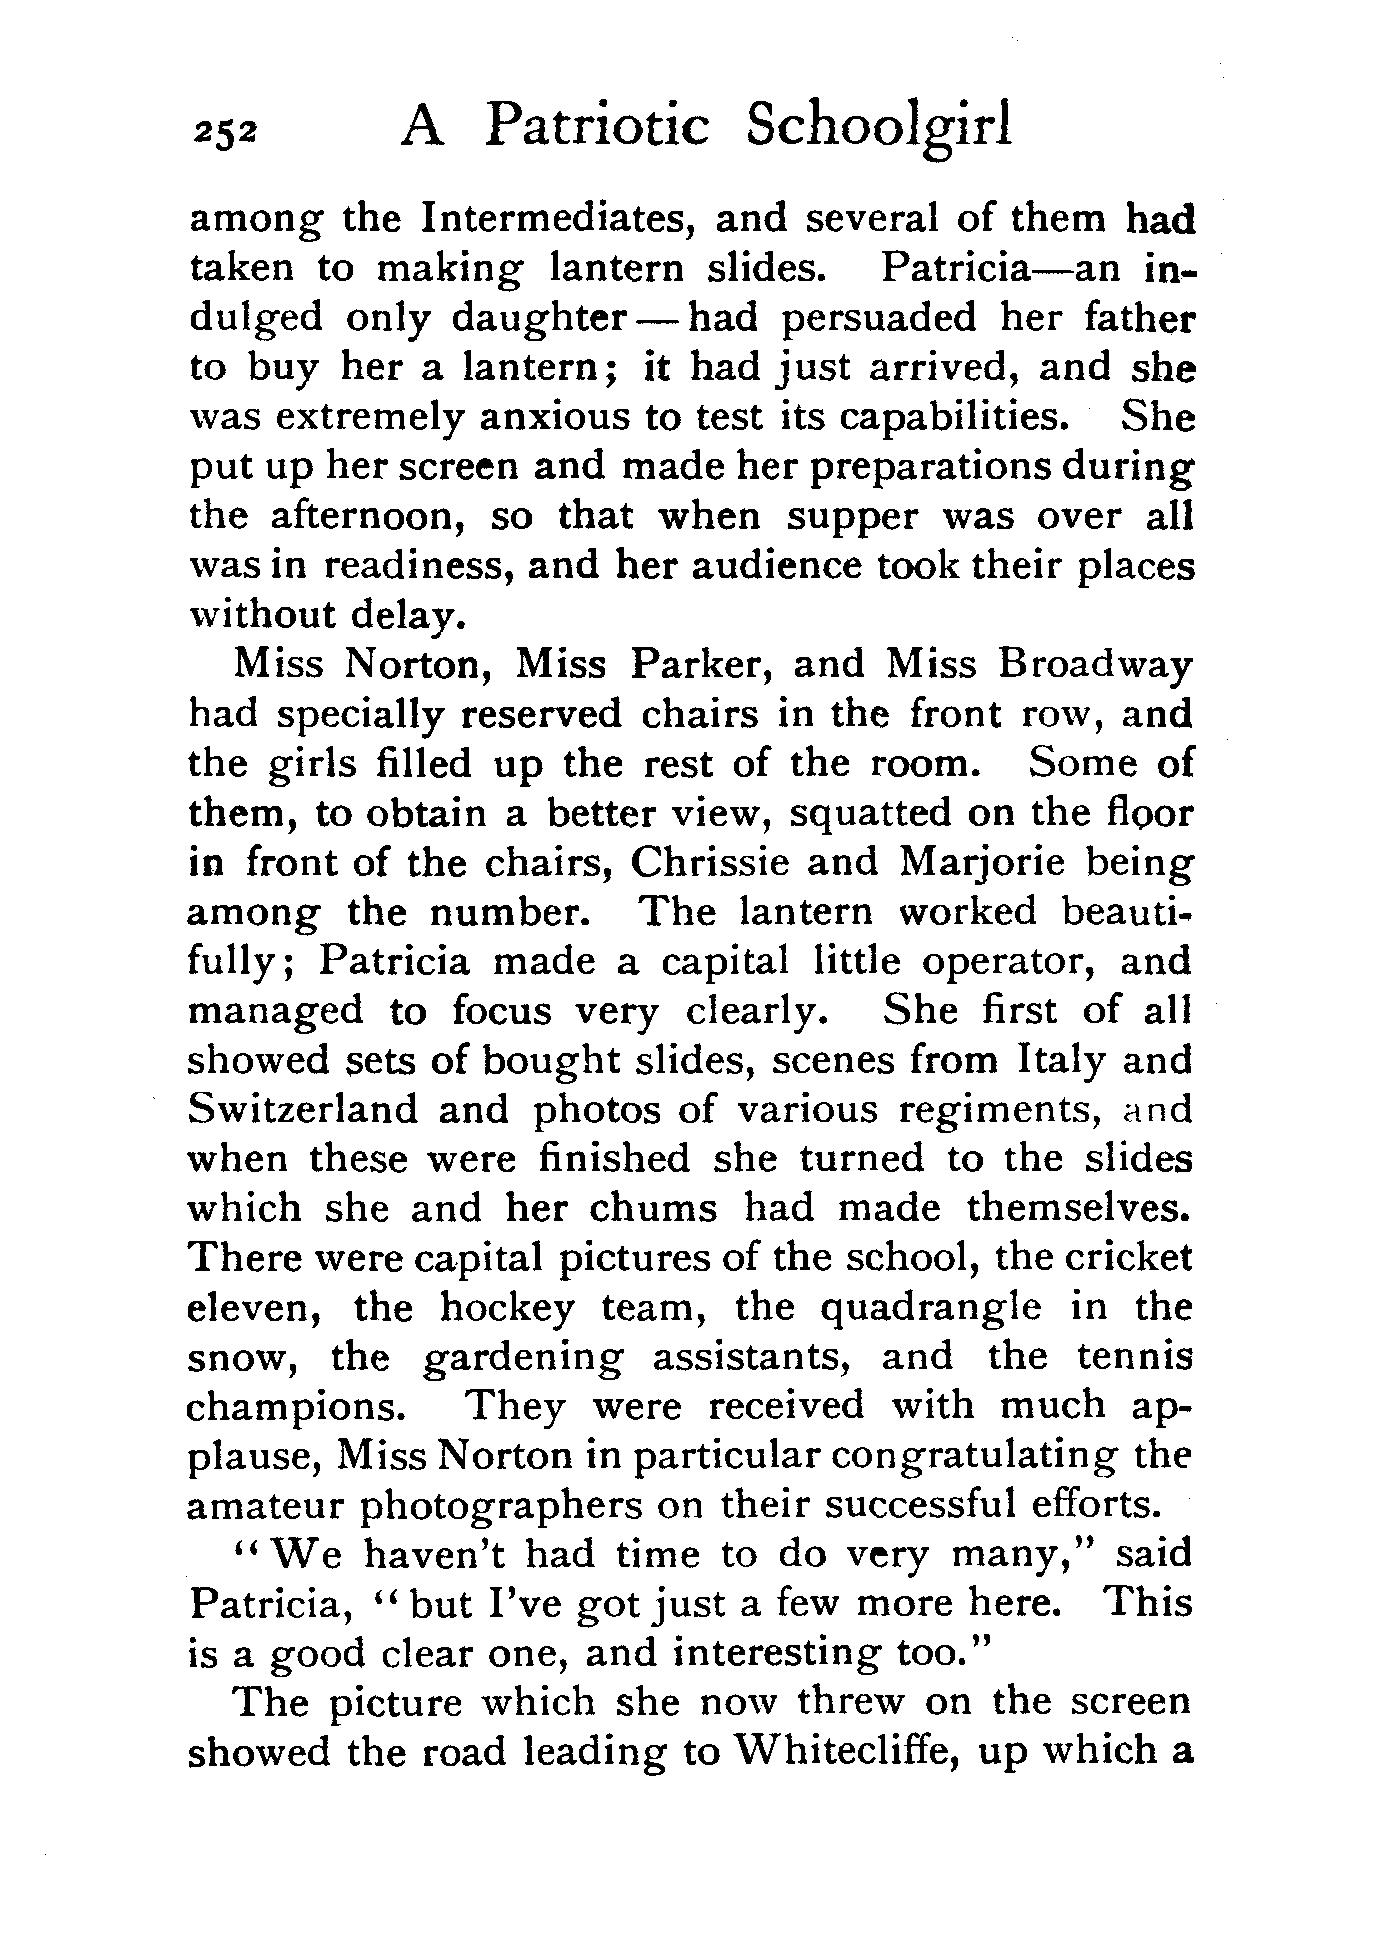 252 A Patriotic Schoolgirl
among the Intermediates, and several of them had
taken to making lantern slides. Patricia—an in-
dulged only daughter—had persuaded her father
to buy her a lantern; it had just arrived, and she
was extremely anxious to test its capabilities. She
put up her screen and made her preparations during
the afternoon, so that when supper was over all
was in readiness, and her audience took their places
without delay.
Miss Norton, Miss Parker, and Miss Broadway
had specially reserved chairs in the front row, and
the girls filled up the rest of the room. Some of
them, to obtain a better view, squatted on the floor
in front of the chairs, Chrissie and Marjorie being
among the number. The lantern worked beauti-
fully; Patricia made a capital little operator, and
managed to focus very clearly. She first of all
showed sets of bought slides, scenes from Italy and
Switzerland and photos of various regiments, and
when these were finished she turned to the slides
which she and her chums had made themselves.
There were capital pictures of the school, the cricket
eleven, the hockey team, the quadrangle in the
snow, the gardening assistants, and the tennis
champions. They were received with much ap-
plause, Miss Norton in particular congratulating the
amateur photographers on their successful efforts.
"We haven't had time to do very many," said
Patricia, "but I've got just a few more here. This
is a good clear one, and interesting too."
The picture which she now threw on the screen
showed the road leading to Whitecliffe, up which a